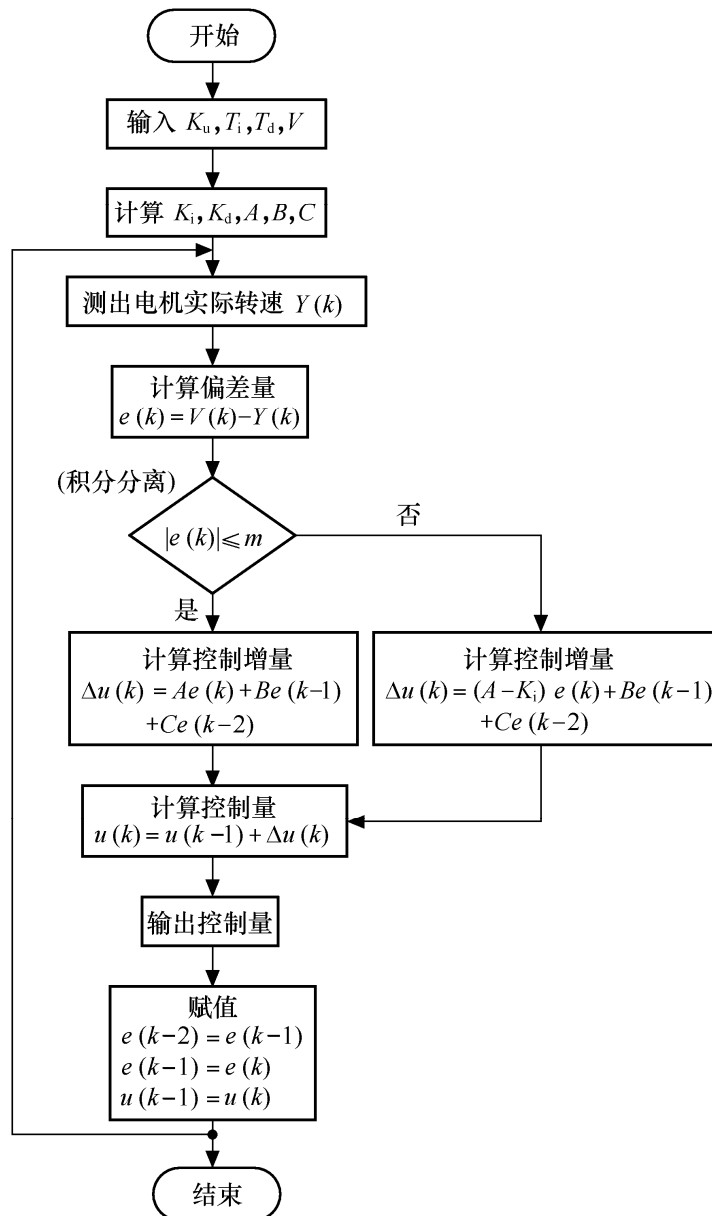 开始
输入 Ku,Ti,Td,V
计算 Ki,Kd,A,B,C
测出电机实际转速 Y(k)
计算偏差量
e(k)=V(k)−Y(k)
(积分分离)
|e(k)|≤m
否
是
计算控制增量
Δu(k)=Ae(k)+Be(k−1)
+Ce(k−2)
计算控制增量
Δu(k)=(A−Ki)e(k)+Be(k−1)
+Ce(k−2)
计算控制量
u(k)=u(k−1)+Δu(k)
输出控制量
赋值
e(k−2)=e(k−1)
e(k−1)=e(k)
u(k−1)=u(k)
结束